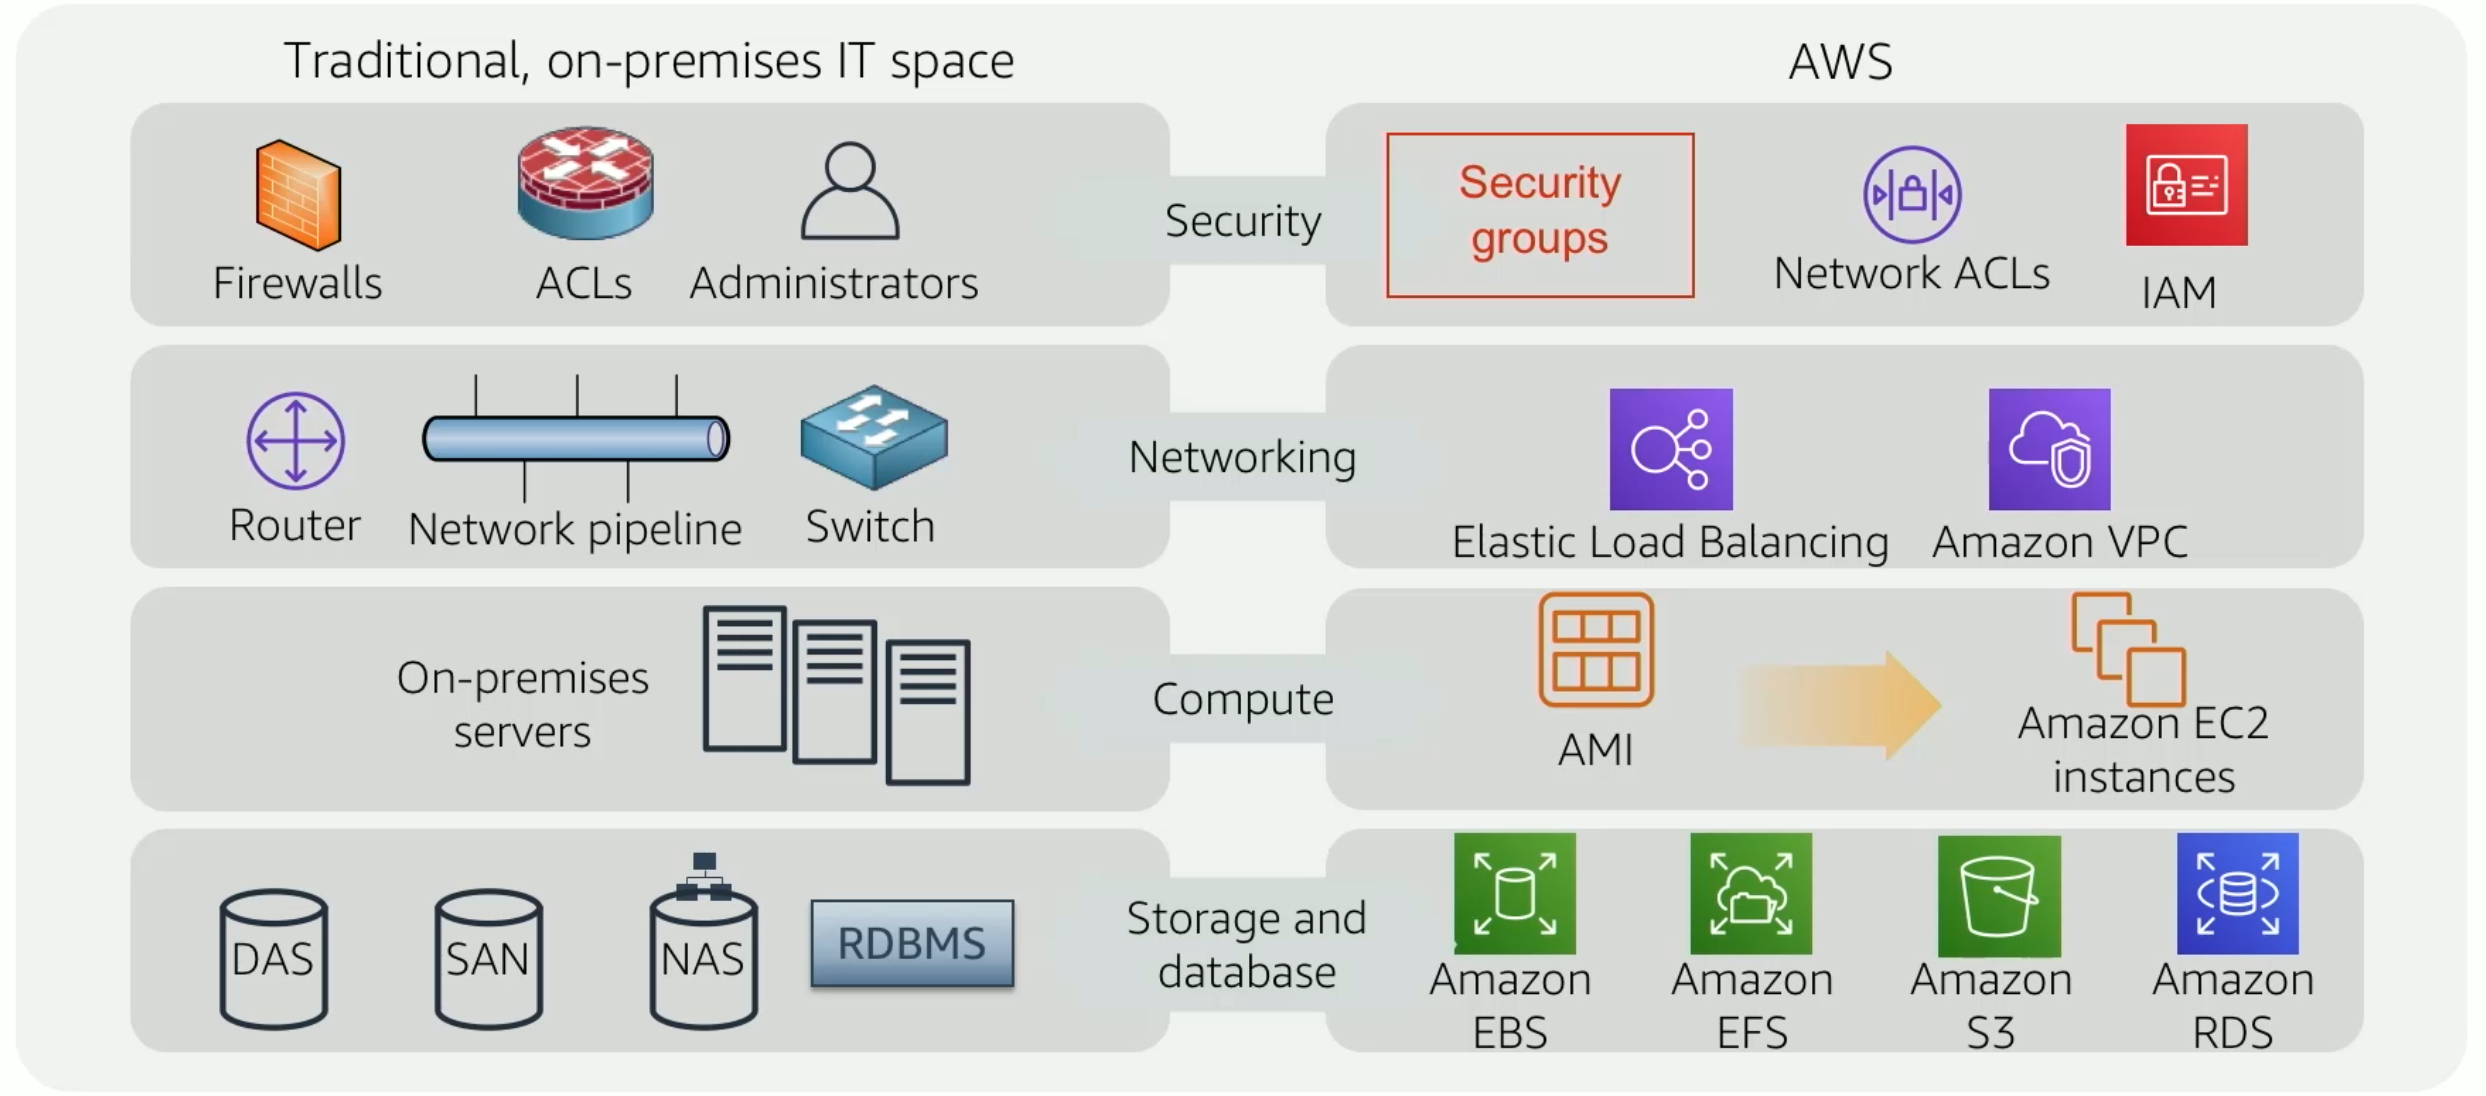 Traditional, on-premises IT space
AWS
Firewalls
ACLs
Administrators
Security
Security
groups
Network ACLs
IAM
Router
Network pipeline
Switch
Networking
Elastic Load Balancing
Amazon VPC
On-premises
servers
Compute
AMI
Amazon EC2
instances
DAS
SAN
NAS
RDBMS
Storage and
database
Amazon
EBS
Amazon
EFS
Amazon
S3
Amazon
RDS